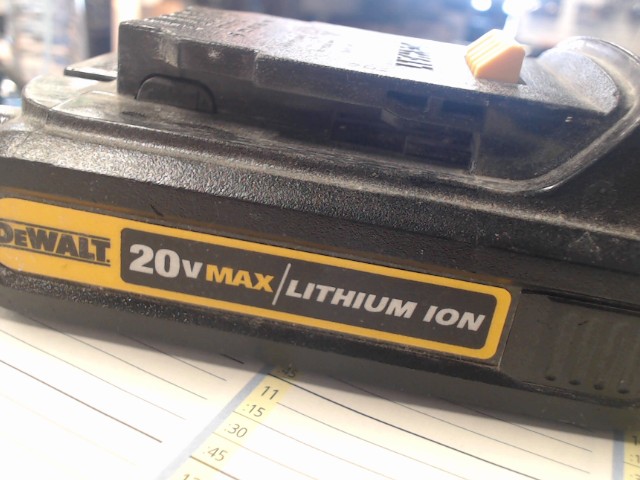 DEWALT
20V MAX LITHIUM ION
11
:15
:30
:45